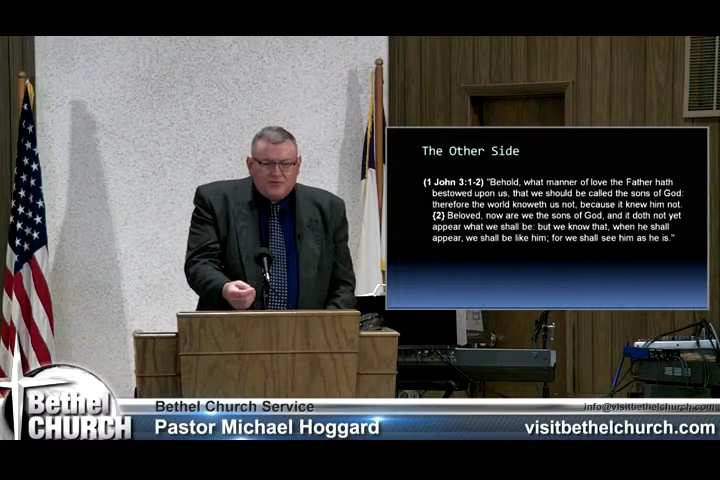 The Other Side
(1 John 3:1-2) "Behold, what manner of love the Father hath
bestowed upon us, that we should be called the sons of God:
therefore the world knoweth us not, because it knew him not.
{2} Beloved, now are we the sons of God, and it doth not yet
appear what we shall be: but we know that, when he shall
appear, we shall be like him; for we shall see him as he is."
Bethel
CHURCH
Bethel Church Service
info@visitbethelchurch.com
Pastor Michael Hoggard
visitbethelchurch.com